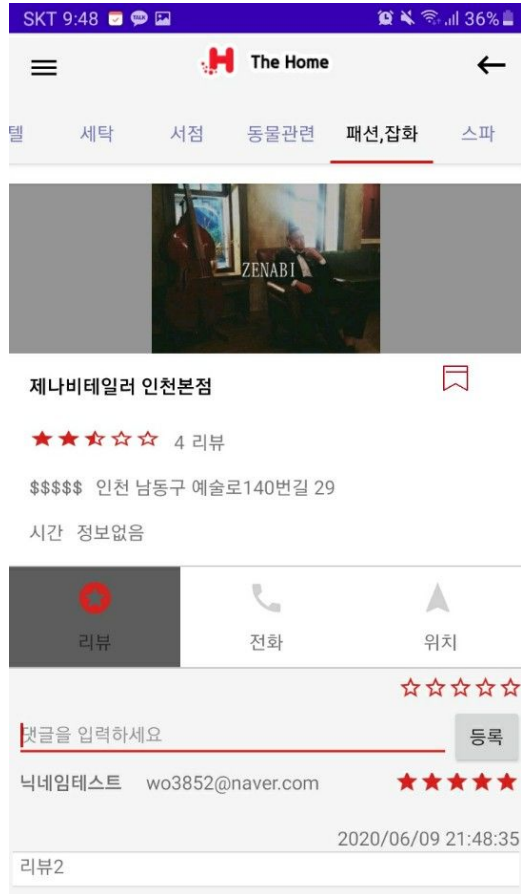 SKT 9:48 36%
The Home
텔 세탁 서점 동물관련 패션,잡화 스파
ZENABI
제나비테일러 인천본점
4 리뷰
$$$$$ 인천 남동구 예술로140번길 29
시간 정보없음
리뷰 전화 위치
댓글을 입력하세요 등록
닉네임테스트 wo3852@naver.com
2020/06/09 21:48:35
리뷰2